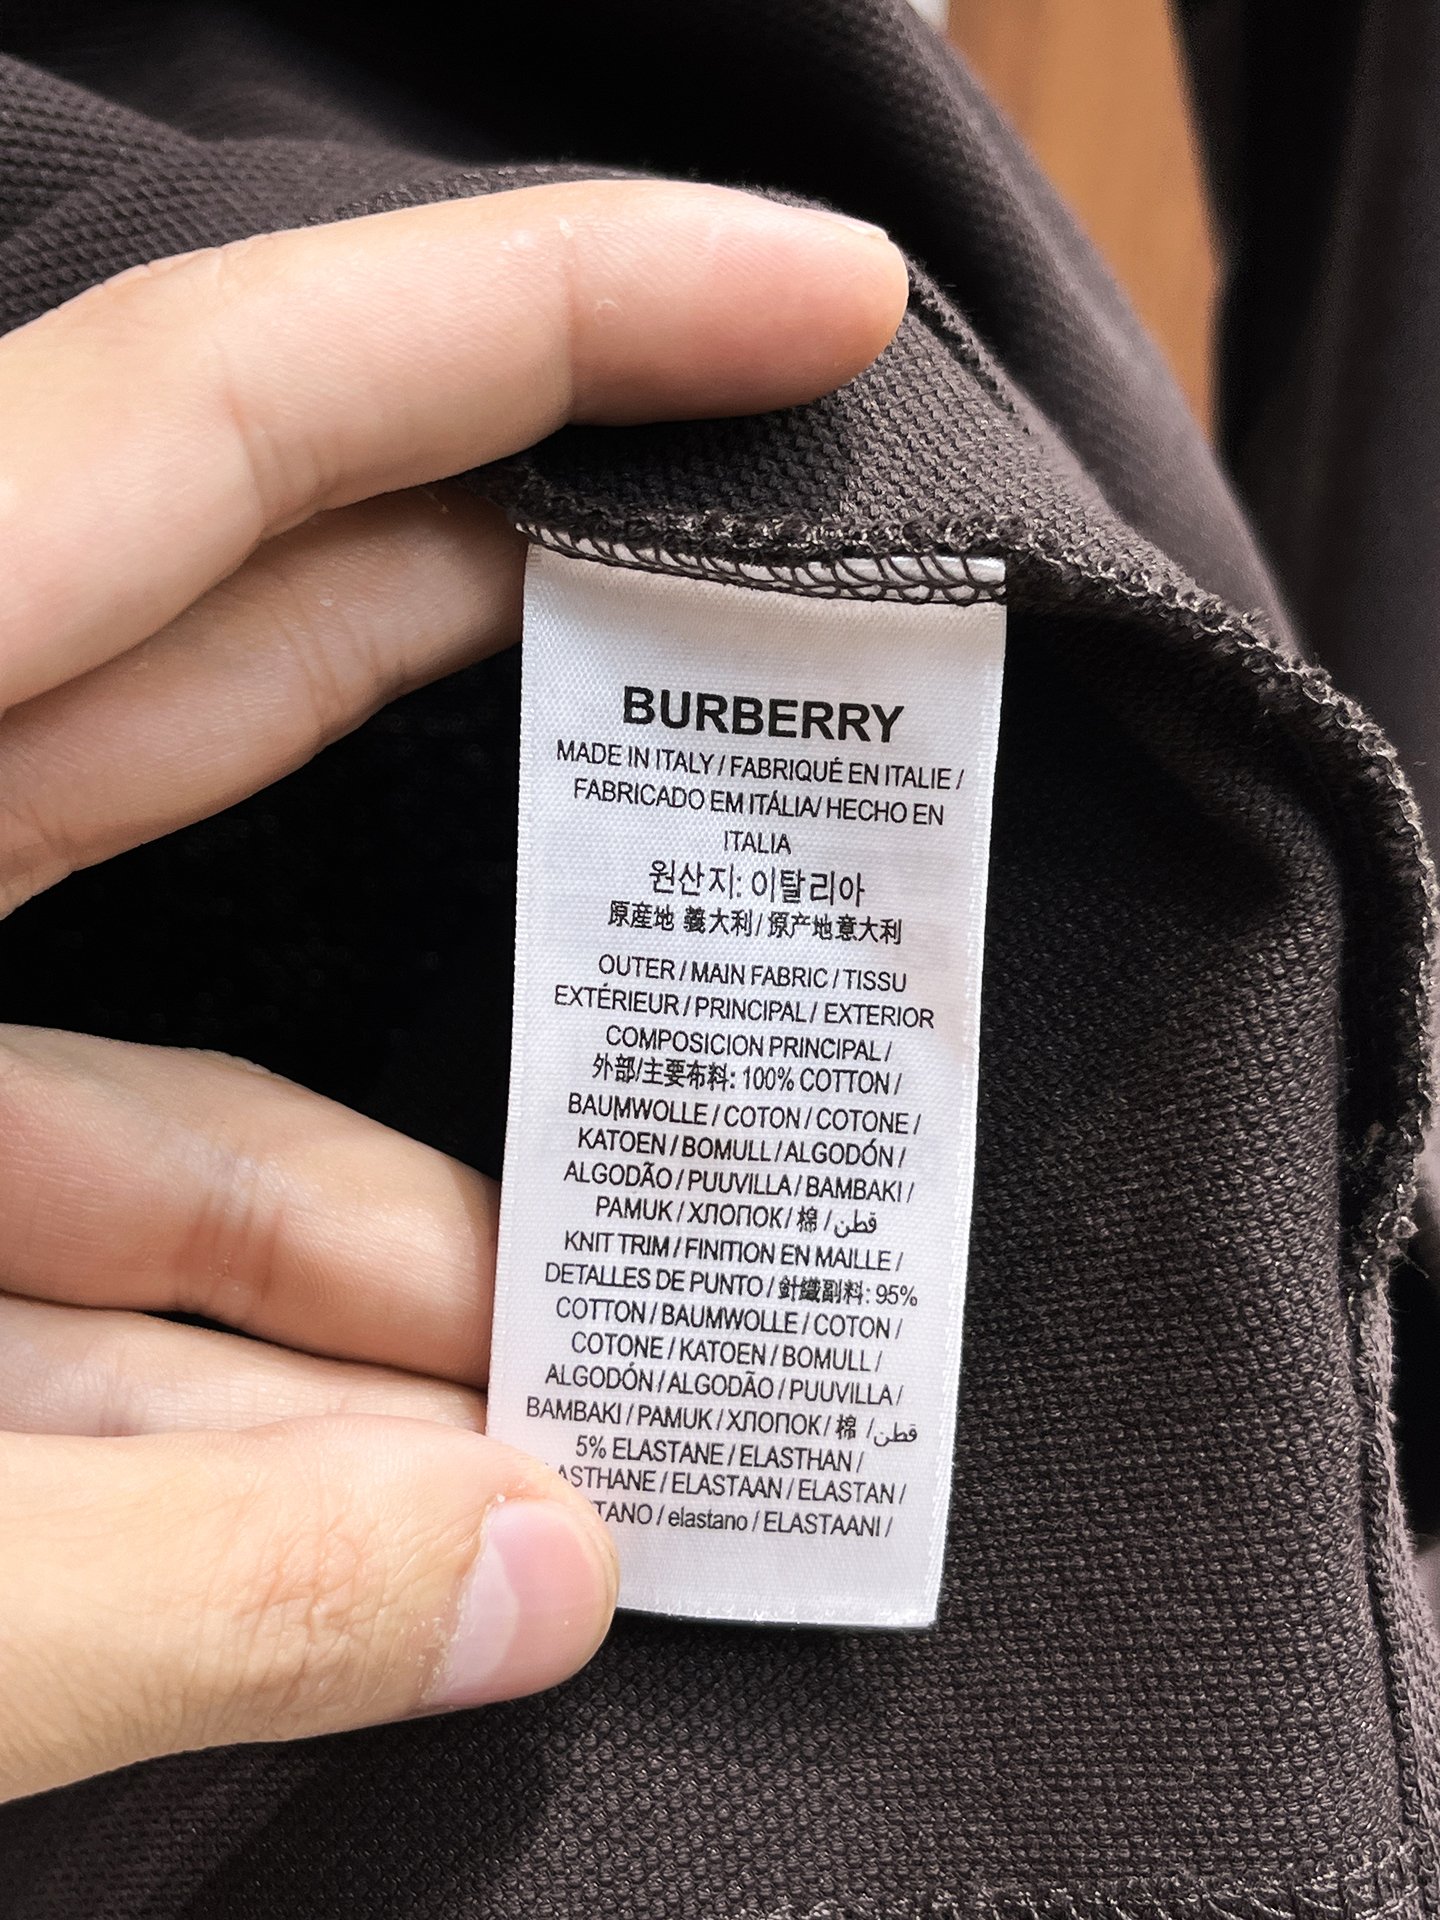 BURBERRY
MADE IN ITALY / FABRIQUÉ EN ITALIE /
FABRICADO EM ITÁLIA/ HECHO EN
ITALIA
원산지: 이탈리아
原産地 義大利 / 原产地意大利
OUTER / MAIN FABRIC / TISSU
EXTÉRIEUR / PRINCIPAL / EXTERIOR
COMPOSICION PRINCIPAL /
外部/主要布料: 100% COTTON /
BAUMWOLLE / COTON / COTONE /
KATOEN / BOMULL / ALGODÓN /
ALGODÃO / PUUVILLA / BAMBAKI /
PAMUK / ХЛОПОК / 棉 / قطن
KNIT TRIM / FINITION EN MAILLE /
DETALLES DE PUNTO / 針織副料: 95%
COTTON / BAUMWOLLE / COTON /
COTONE / KATOEN / BOMULL /
ALGODÓN / ALGODÃO / PUUVILLA /
BAMBAKI / PAMUK / ХЛОПОК / 棉 / قطن
5% ELASTANE / ELASTHAN /
ASTHANE / ELASTAAN / ELASTAN /
TANO / elastano / ELASTAANI /